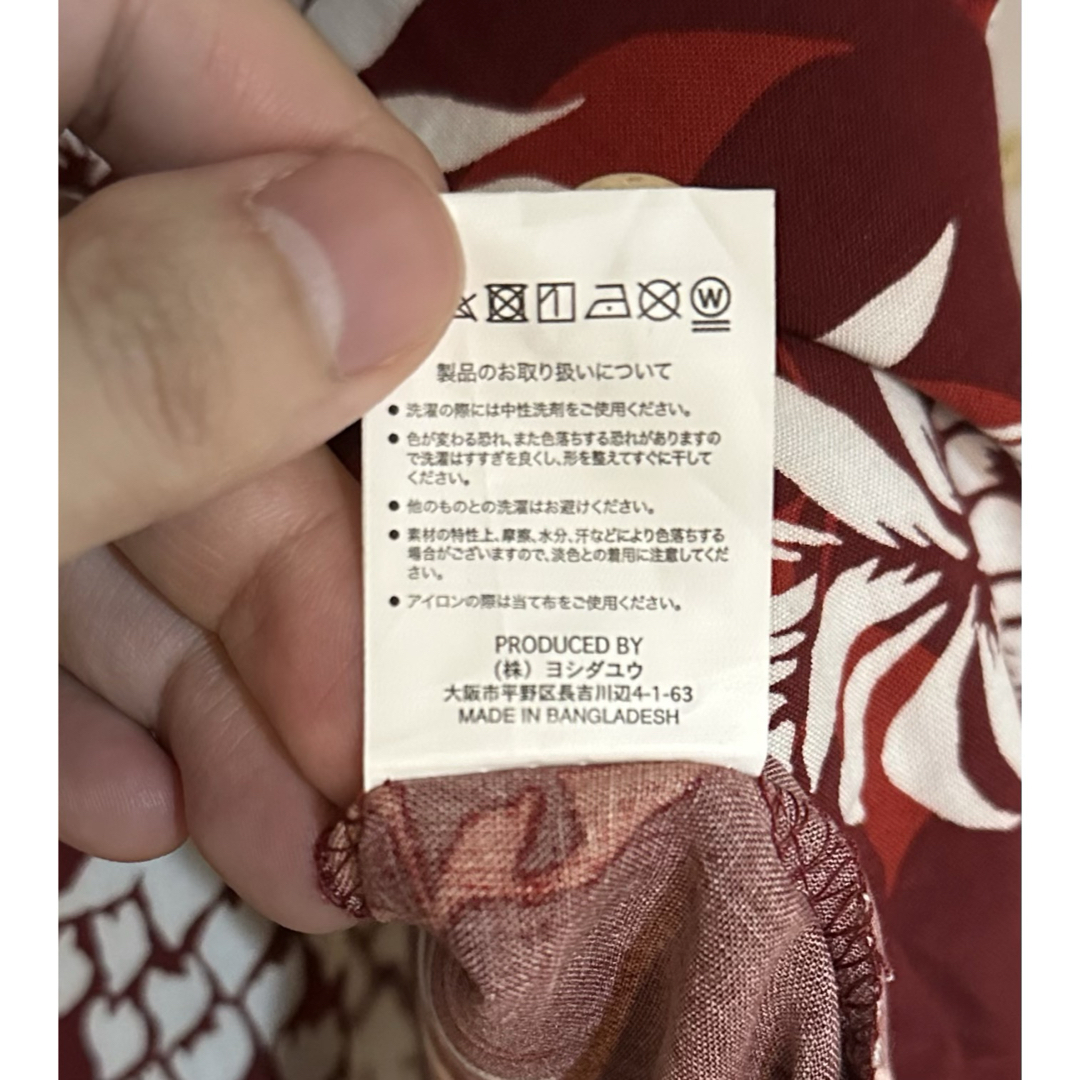 W
製品のお取り扱いについて
● 洗濯の際には中性洗剤をご使用ください。
● 色が変わる恐れ、また色落ちする恐れがありますの
で洗濯はすすぎを良くし、形を整えてすぐに干して
ください。
● 他のものとの洗濯はお避けください。
● 素材の特性上、摩擦、水分、汗などにより色落ちする
場合がございますので、淡色との着用に注意してくだ
さい。
● アイロンの際は当て布をご使用ください。
PRODUCED BY
(株) ヨシダユウ
大阪市平野区長吉川辺4-1-63
MADE IN BANGLADESH